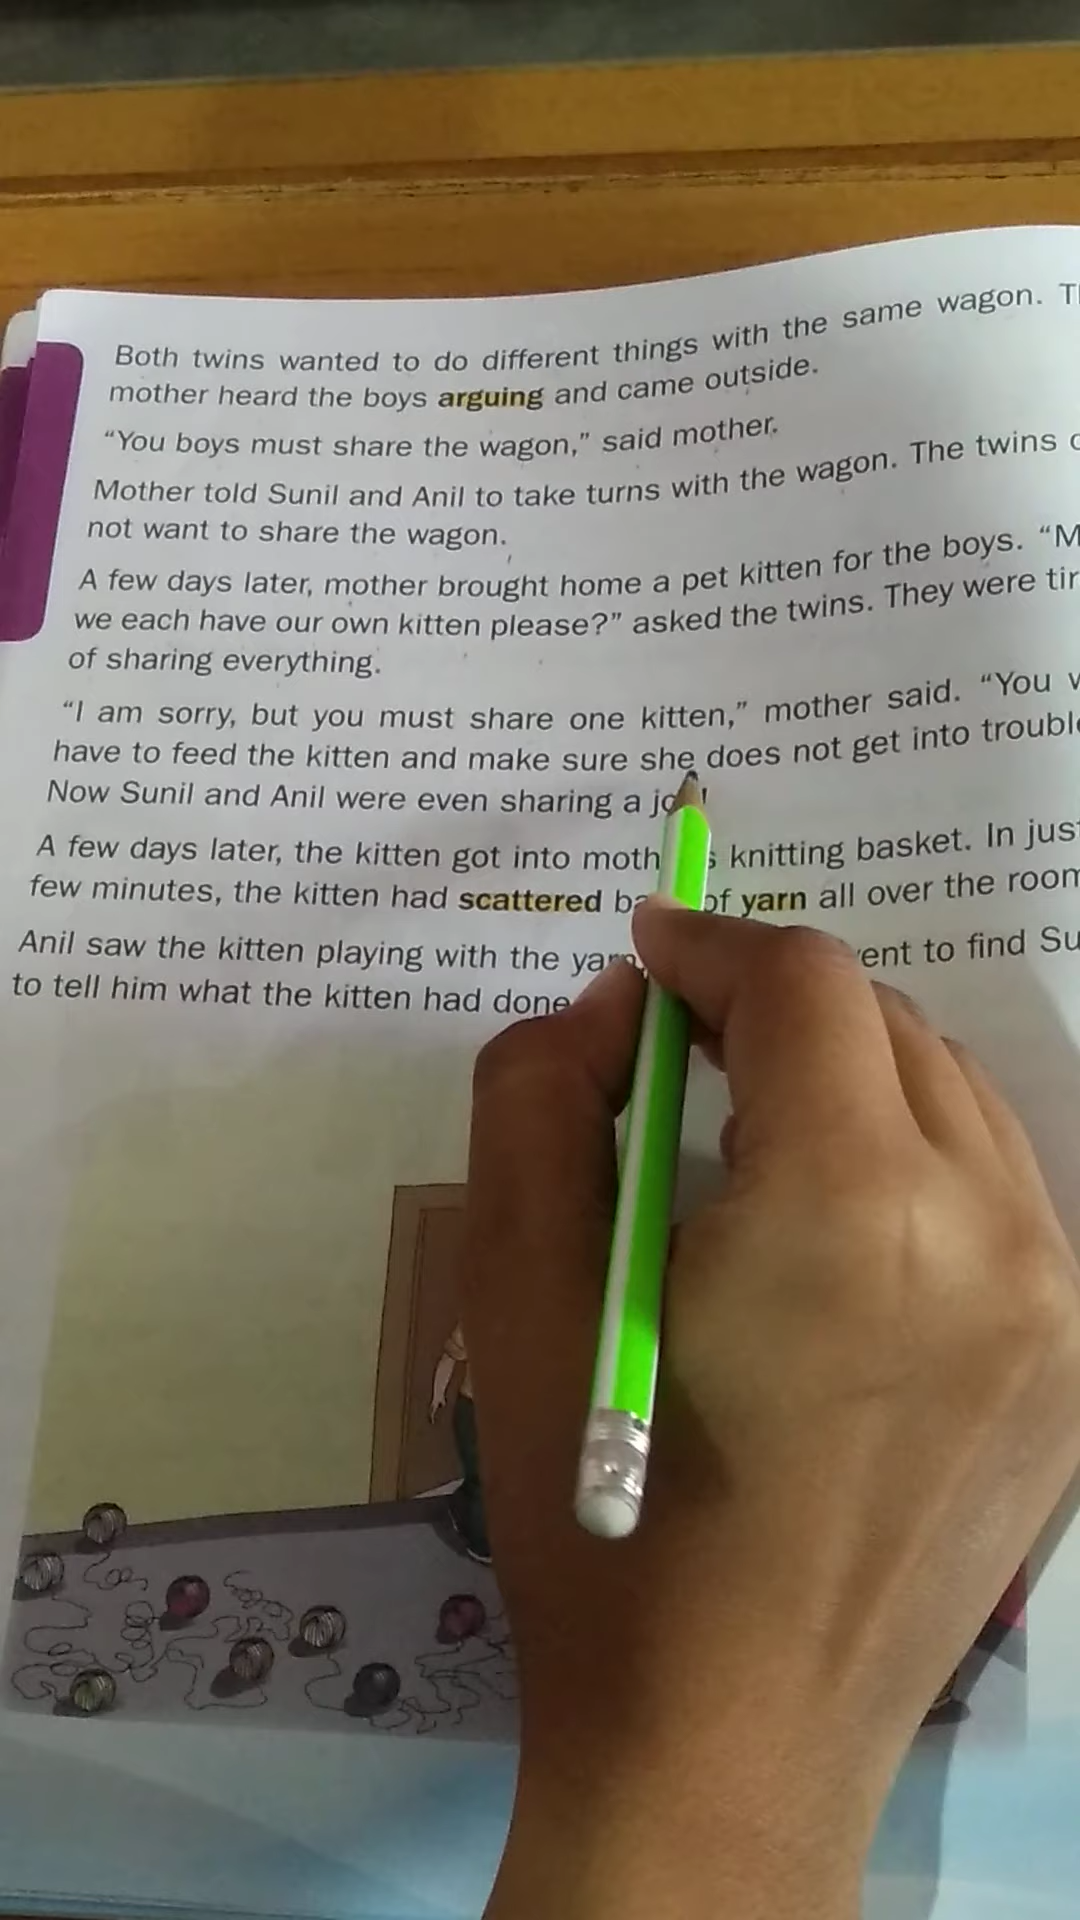 Both twins wanted to do different things with the same wagon.
mother heard the boys arguing and came outside.
“You boys must share the wagon,” said mother.
Mother told Sunil and Anil to take turns with the wagon. The twins
not want to share the wagon.
A few days later, mother brought home a pet kitten for the boys. “M
we each have our own kitten please?” asked the twins. They were tir
of sharing everything.
“I am sorry, but you must share one kitten,” mother said. “You
have to feed the kitten and make sure she does not get into trouble
Now Sunil and Anil were even sharing a
A few days later, the kitten got into knitting basket. In just
few minutes, the kitten had scattered of yarn all over the room
Anil saw the kitten playing with the to find Su
to tell him what the kitten had done